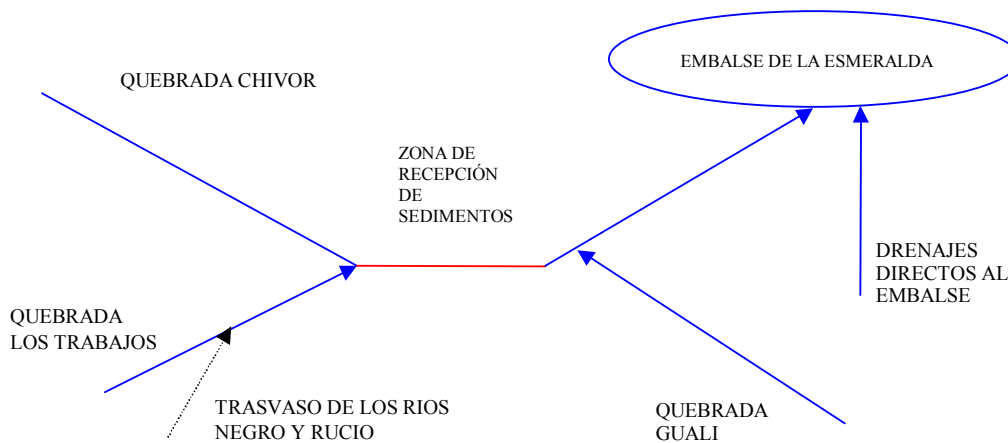 EMBALSE DE LA ESMERALDA
QUEBRADA CHIVOR
ZONA DE
RECEPCIÓN
DE
SEDIMENTOS
DRENAJES
DIRECTOS AL
EMBALSE
QUEBRADA
LOS TRABAJOS
TRASVASO DE LOS RIOS
NEGRO Y RUCIO
QUEBRADA
GUALI